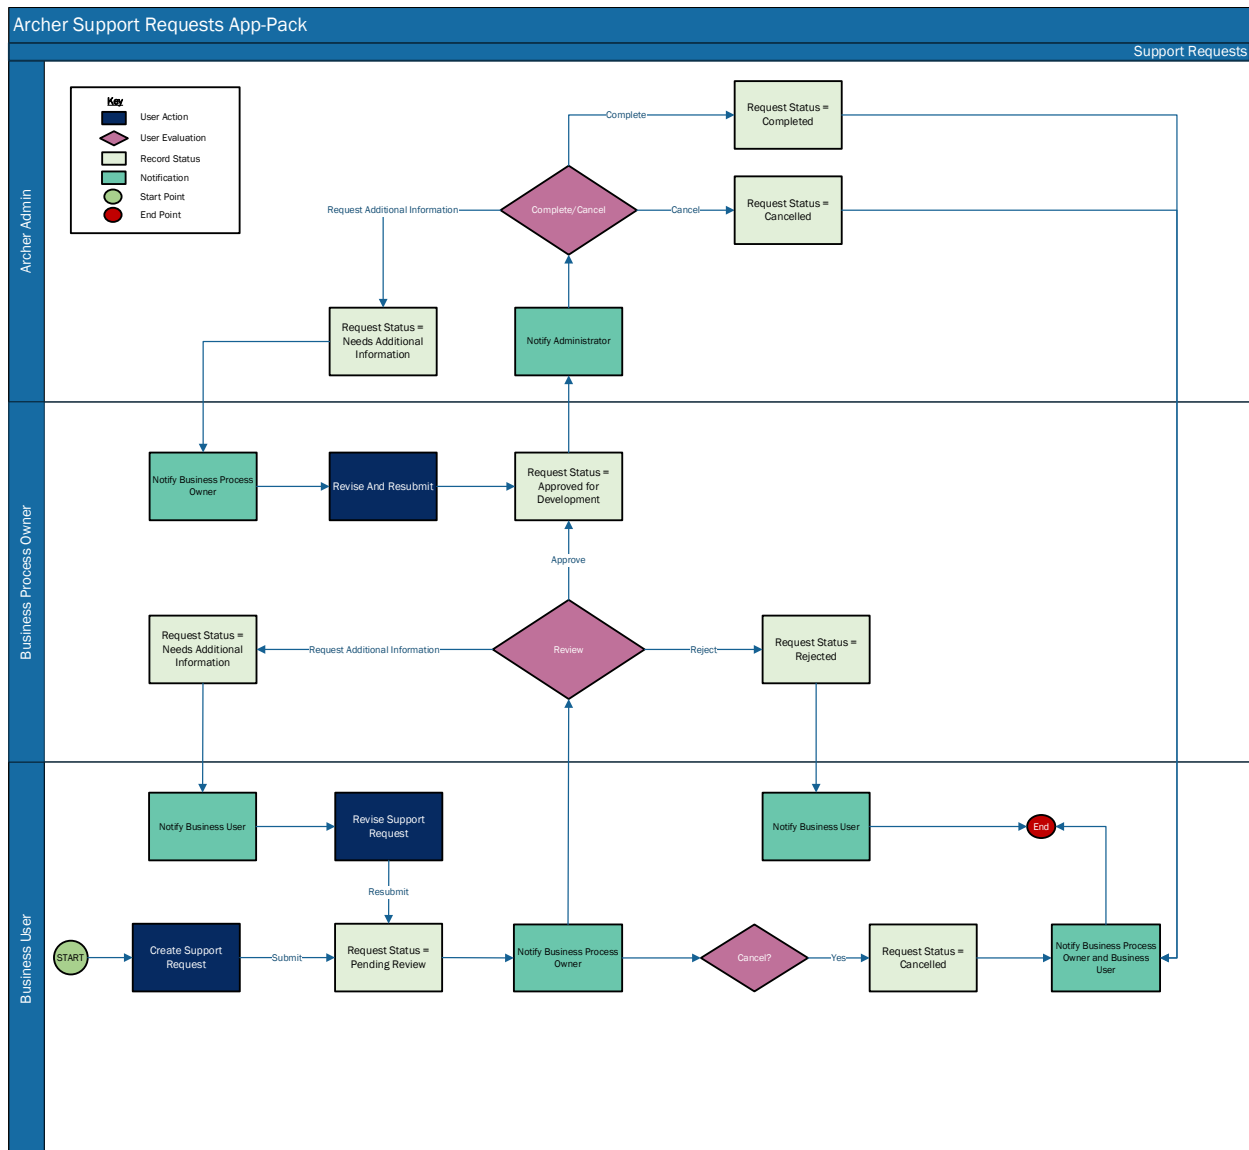 Archer Support Requests App-Pack
Support Requests
Archer Admin
Key
User Action
User Evaluation
Record Status
Notification
Start Point
End Point
Complete
Request Status =
Completed
Request Additional Information
Complete/Cancel
Cancel
Request Status =
Cancelled
Request Status =
Needs Additional
Information
Notify Administrator
Business Process Owner
Notify Business Process
Owner
Revise And Resubmit
Request Status =
Approved for
Development
Approve
Request Status =
Needs Additional
Information
Request Additional Information
Review
Reject
Request Status =
Rejected
Business User
Notify Business User
Revise Support
Request
Notify Business User
End
Resubmit
START
Create Support
Request
Submit
Request Status =
Pending Review
Notify Business Process
Owner
Cancel?
Yes
Request Status =
Cancelled
Notify Business Process
Owner and Business
User